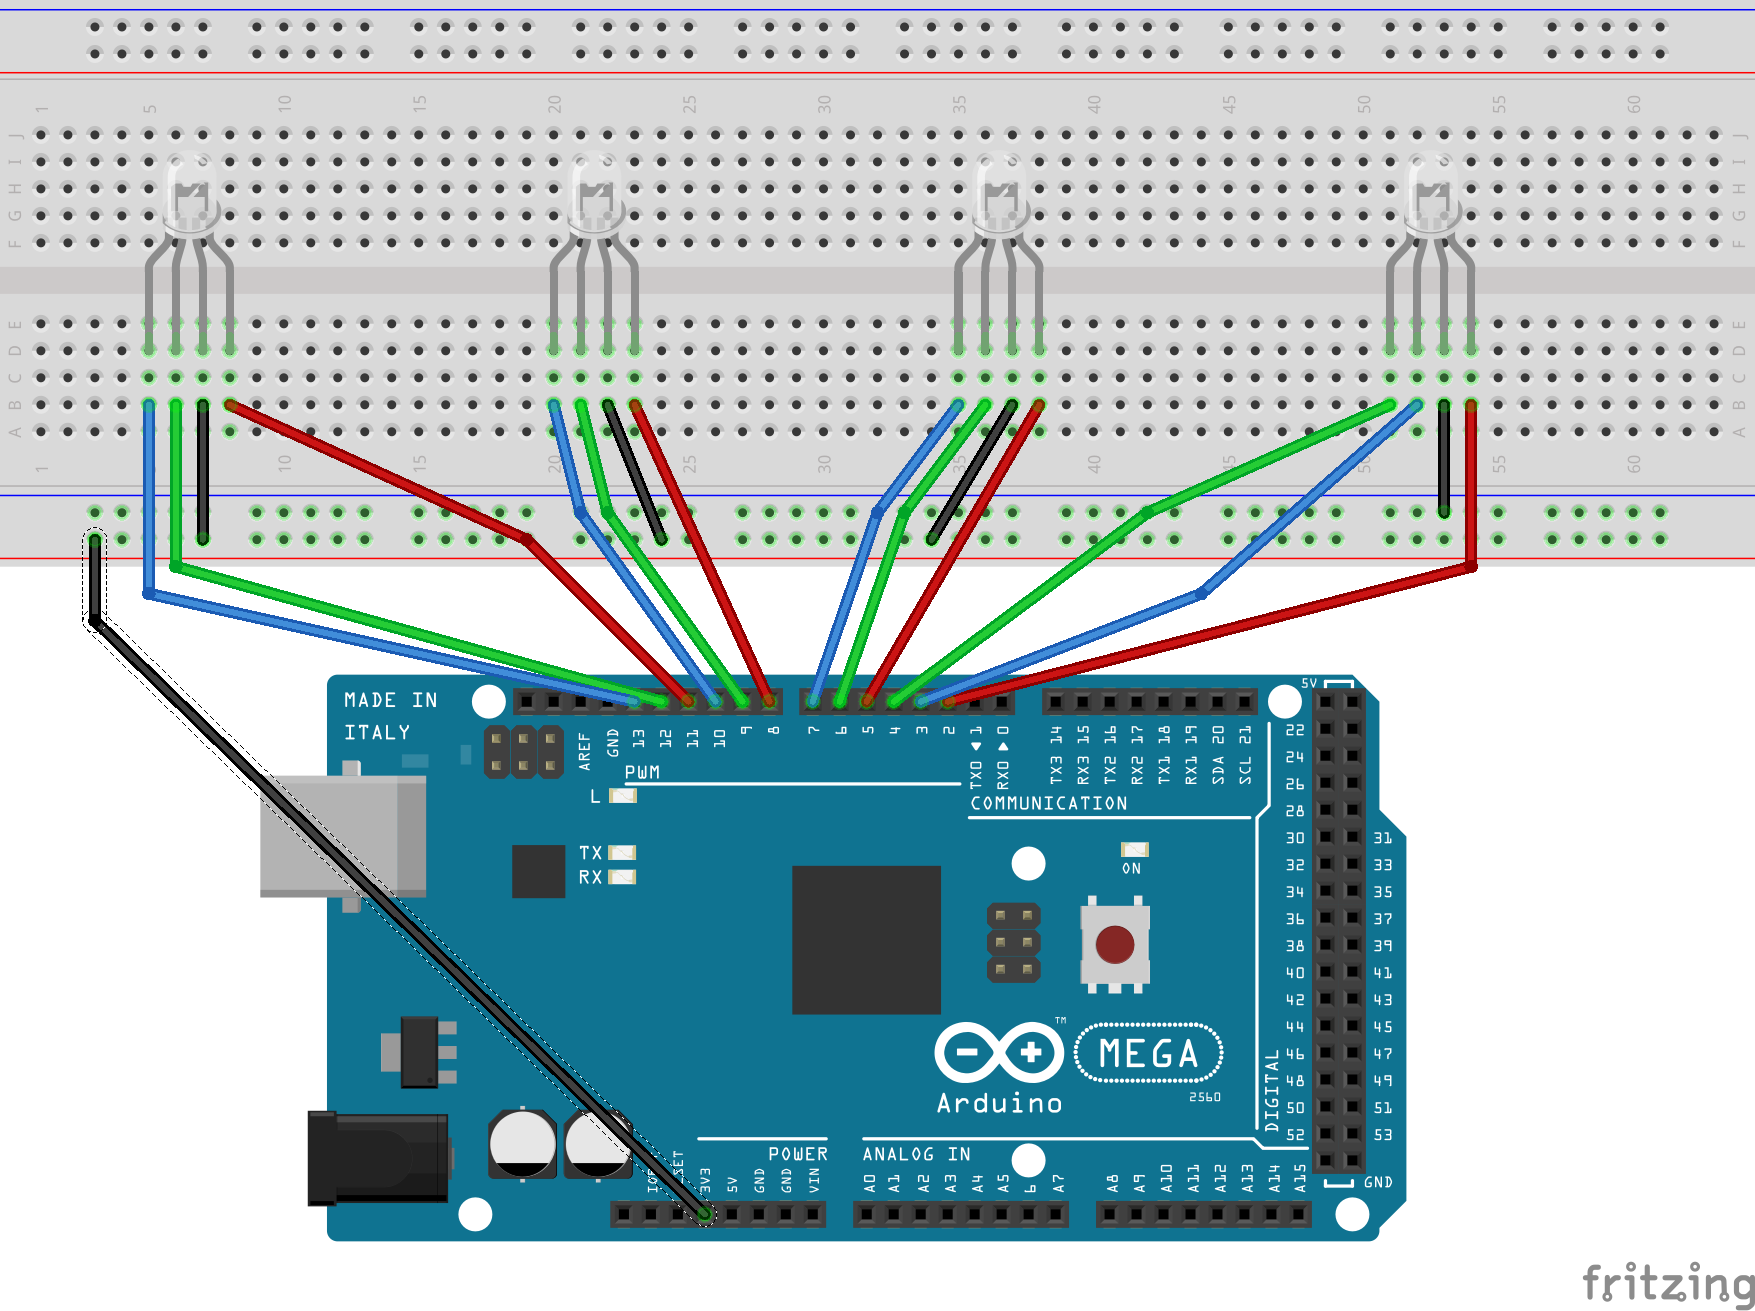 1 5 10 15 20 25 30 35 40 45 50 55 60
J J
I I
H H
G G
F F
E E
D D
C C
B B
A A
1 10 15 20 25 30 35 40 45 50 55 60
MADE IN
ITALY
AREF GND 13 12 11 10 9 8 7 6 5 4 3 2 TX0 1 RX0 0 TX3 14 RX3 15 TX2 16 RX2 17 TX1 18 RX1 19 SDA 20 SCL 21
PWM
COMMUNICATION
L
TX
RX
ON
5V
22
24
26
28
30 31
32 33
34 35
36 37
38 39
40 41
42 43
44 45
46 47
48 49
50 51
52 53
GND
DIGITAL
MEGA
TM
2560
Arduino
POWER
ANALOG IN
3V3 5V GND GND VIN A0 A1 A2 A3 A4 A5 6 A7 A8 A9 A10 A11 A12 A13 A14 A15
fritzing